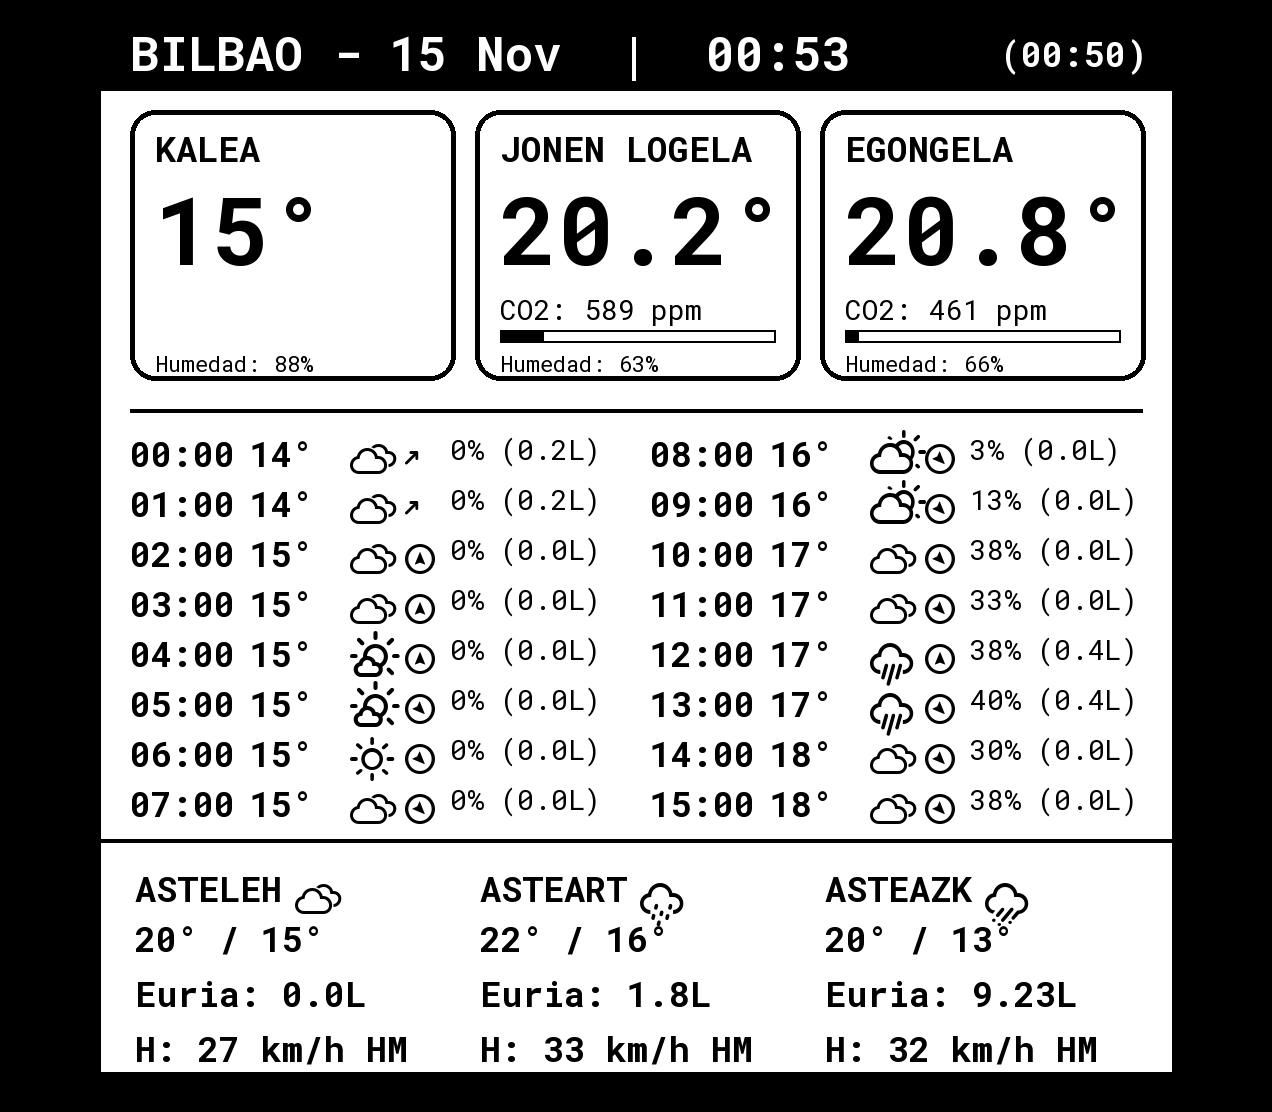 BILBAO - 15 Nov | 00:53 (00:50)
KALEA
15°
Humedad: 88%
JONEN LOGELA
20.2°
CO2: 589 ppm
Humedad: 63%
EGONGELA
20.8°
CO2: 461 ppm
Humedad: 66%
00:00 14° 0% (0.2L)
01:00 14° 0% (0.2L)
02:00 15° 0% (0.0L)
03:00 15° 0% (0.0L)
04:00 15° 0% (0.0L)
05:00 15° 0% (0.0L)
06:00 15° 0% (0.0L)
07:00 15° 0% (0.0L)
08:00 16° 3% (0.0L)
09:00 16° 13% (0.0L)
10:00 17° 38% (0.0L)
11:00 17° 33% (0.0L)
12:00 17° 38% (0.4L)
13:00 17° 40% (0.4L)
14:00 18° 30% (0.0L)
15:00 18° 38% (0.0L)
ASTELEH
20° / 15°
Euria: 0.0L
H: 27 km/h HM
ASTEART
22° / 16°
Euria: 1.8L
H: 33 km/h HM
ASTEAZK
20° / 13°
Euria: 9.23L
H: 32 km/h HM